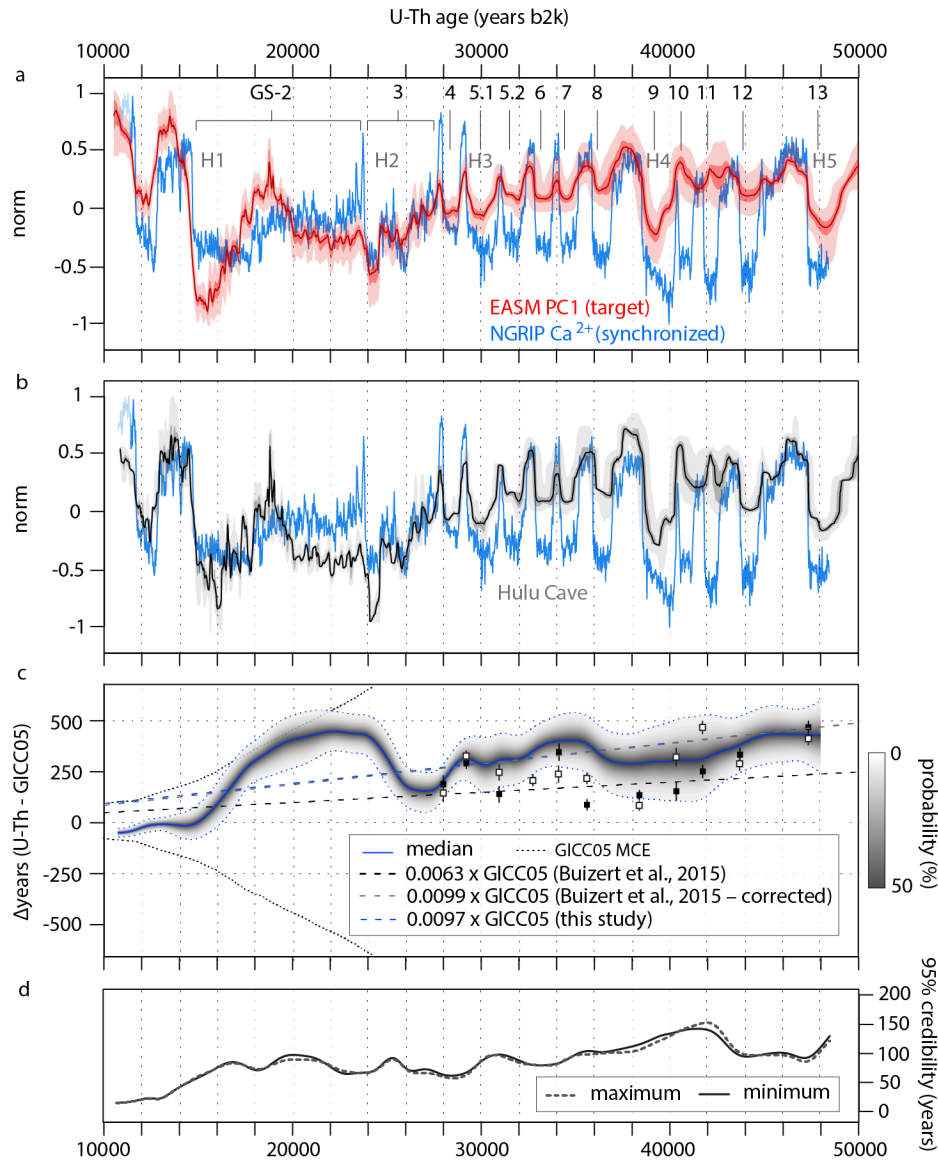 U-Th age (years b2k)
10000 20000 30000 40000 50000
a
1
0.5
0
-0.5
-1
norm
GS-2 3 4 5.1 5.2 6 7 8 9 10 11 12 13
H1 H2 H3 H4 H5
EASM PC1 (target)
NGRIP Ca 2+ (synchronized)
b
1
0.5
0
-0.5
-1
norm
Hulu Cave
c
500
250
0
-250
-500
Δyears (U-Th - GICC05)
median
GICC05 MCE
0.0063 x GICC05 (Buizert et al., 2015)
0.0099 x GICC05 (Buizert et al., 2015 – corrected)
0.0097 x GICC05 (this study)
0
50
probability (%)
d
200
150
100
50
0
95% credibility (years)
maximum minimum
10000 20000 30000 40000 50000